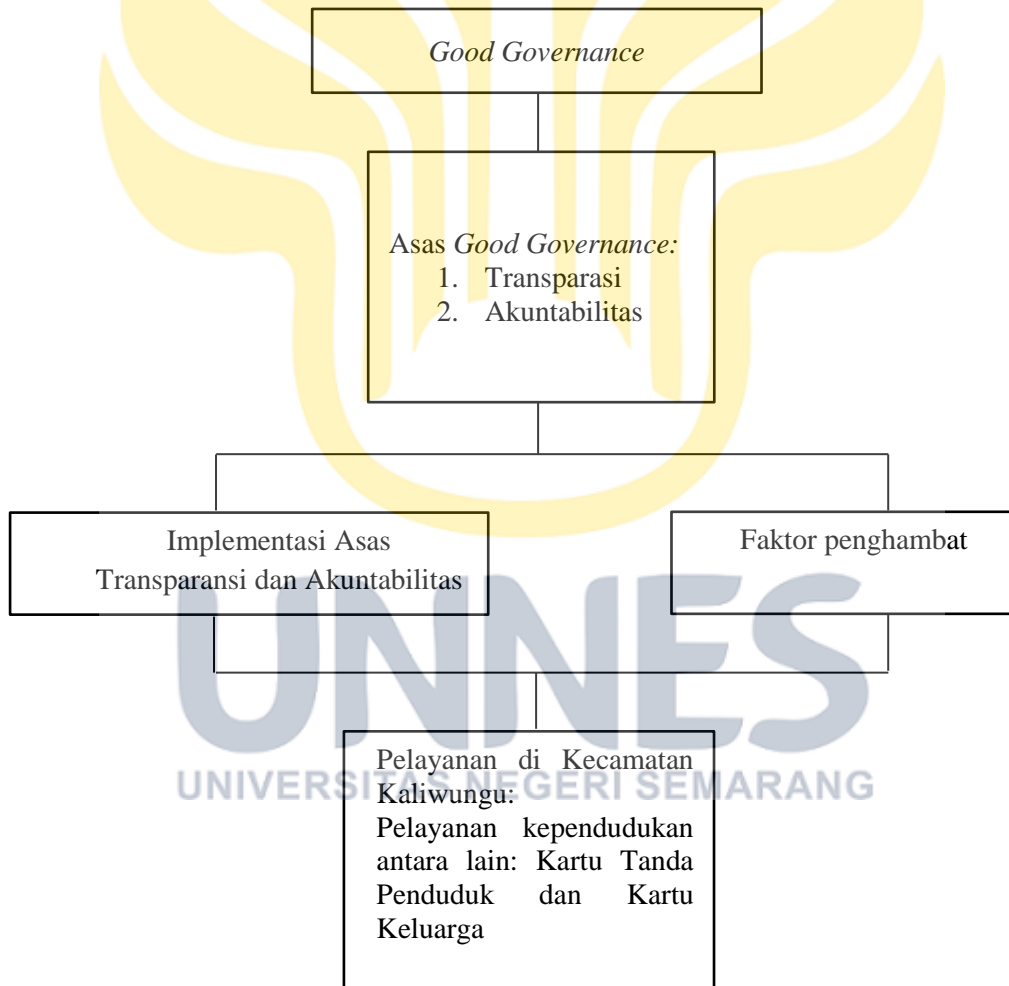 Good Governance
Asas Good Governance:
1. Transparasi
2. Akuntabilitas
Implementasi Asas
Transparansi dan Akuntabilitas
Faktor penghambat
UNNES
UNIVERSITAS NEGERI SEMARANG
Pelayanan di Kecamatan
Kaliwungu:
Pelayanan kependudukan
antara lain: Kartu Tanda
Penduduk dan Kartu
Keluarga